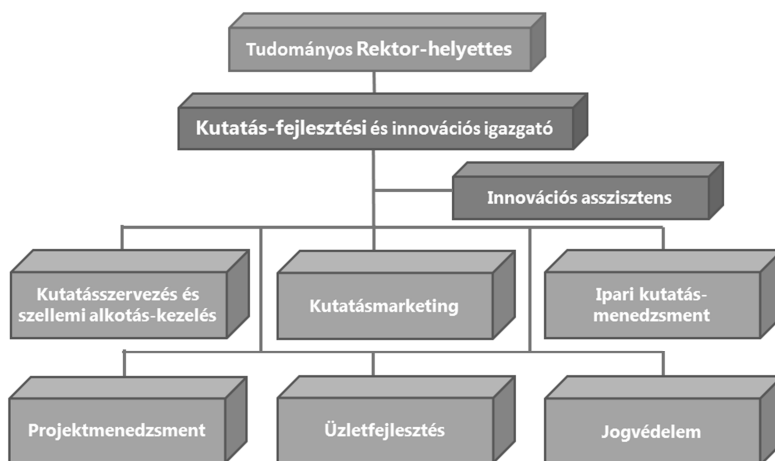 Tudományos Rektor-helyettes
Kutatás-fejlesztési és innovációs igazgató
Innovációs asszisztens
Kutatásszervezés és
szellemi alkotás-kezelés
Kutatásmarketing
Ipari kutatás-
menedzsment
Projektmenedzsment
Üzletfejlesztés
Jogvédelem